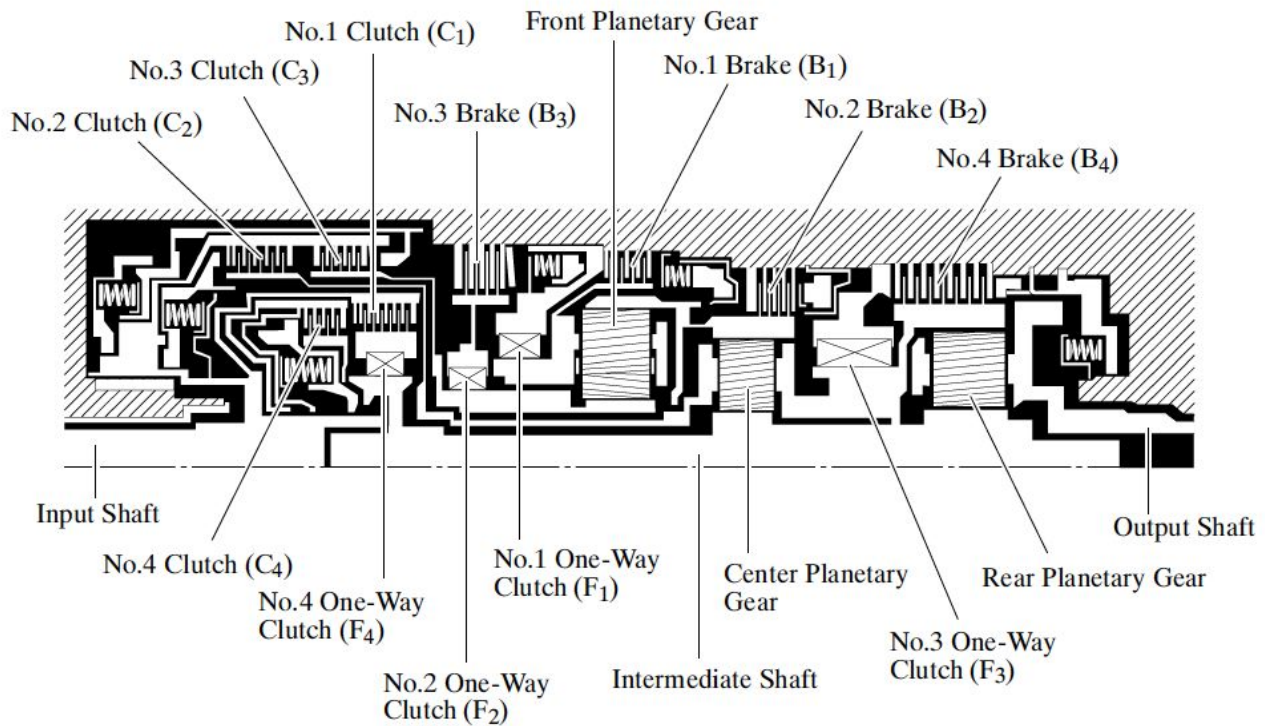 Front Planetary Gear
No.1 Clutch (C1)
No.1 Brake (B1)
No.3 Clutch (C3)
No.3 Brake (B3)
No.2 Brake (B2)
No.2 Clutch (C2)
No.4 Brake (B4)
Input Shaft
Output Shaft
No.4 Clutch (C4)
No.1 One-Way
Clutch (F1)
Center Planetary
Gear
Rear Planetary Gear
No.4 One-Way
Clutch (F4)
No.3 One-Way
Clutch (F3)
No.2 One-Way
Clutch (F2)
Intermediate Shaft